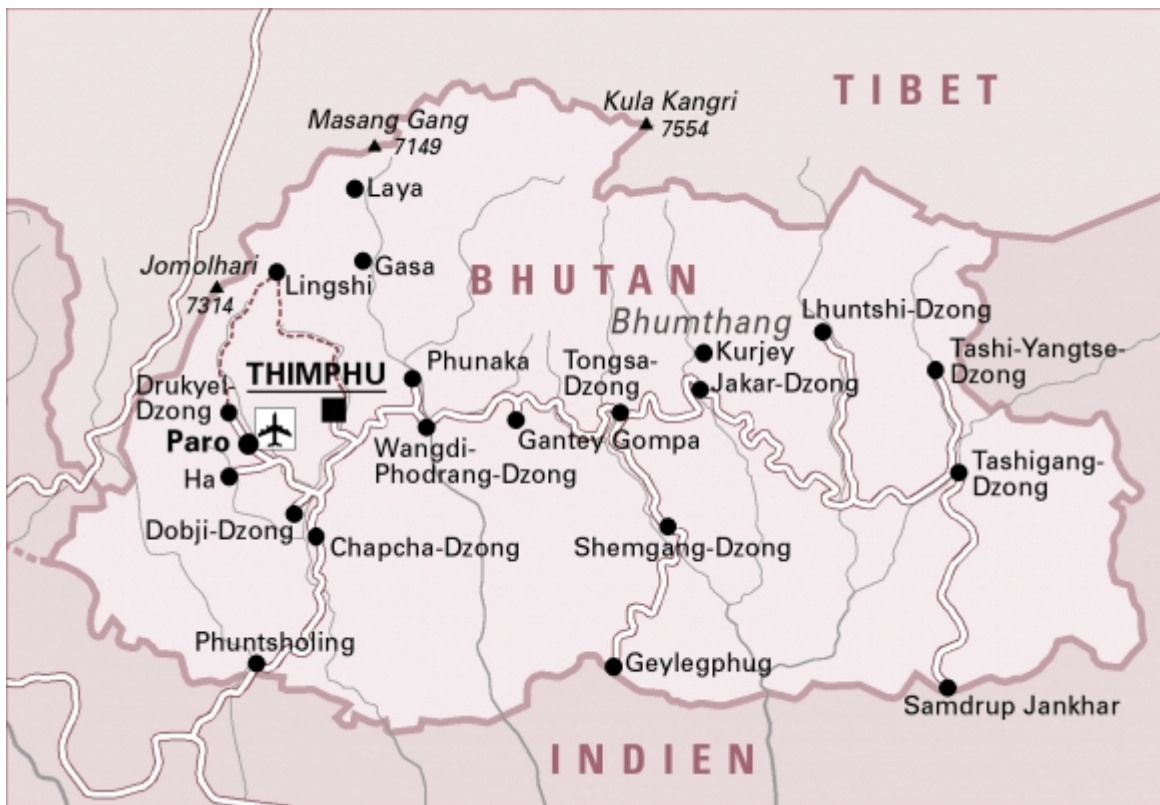 TIBET
Kula Kangri
7554
Masang Gang
7149
Laya
Jomolhari
7314
Lingshi
Gasa
BHUTAN
Bhumthang
Lhuntshi-Dzong
Kurjey
Tashi-Yangtse-
Dzong
Phunaka
Tongsa-
Dzong
Jakar-Dzong
THIMPHU
Drukyel-
Dzong
Paro
Ha
Wangdi-
Phodrang-Dzong
Gantey Gompa
Tashigang-
Dzong
Dobji-Dzong
Chapcha-Dzong
Shemgang-Dzong
Phuntsholing
Geylegphug
Samdrup Jankhar
INDIEN